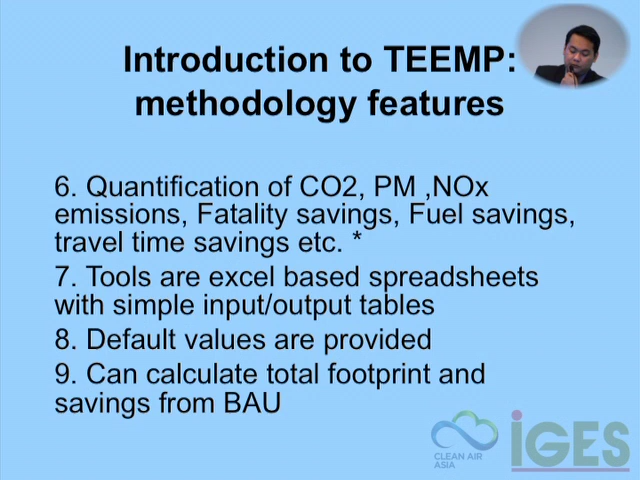 Introduction to TEEMP:
methodology features
6. Quantification of CO2, PM ,NOx
emissions, Fatality savings, Fuel savings,
travel time savings etc. *
7. Tools are excel based spreadsheets
with simple input/output tables
8. Default values are provided
9. Can calculate total footprint and
savings from BAU
CLEAN AIR
ASIA
iGES